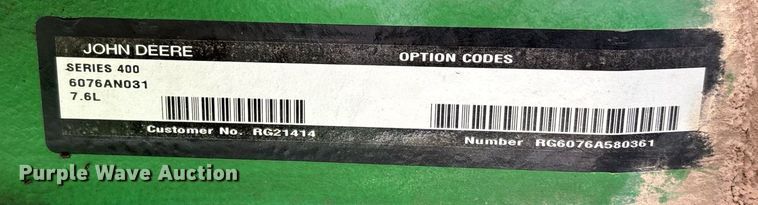 JOHN DEERE OPTION CODES
SERIES 400
6076AN031
7.6L
Customer No. RG21414
Number RG6076A580361
Purple Wave Auction